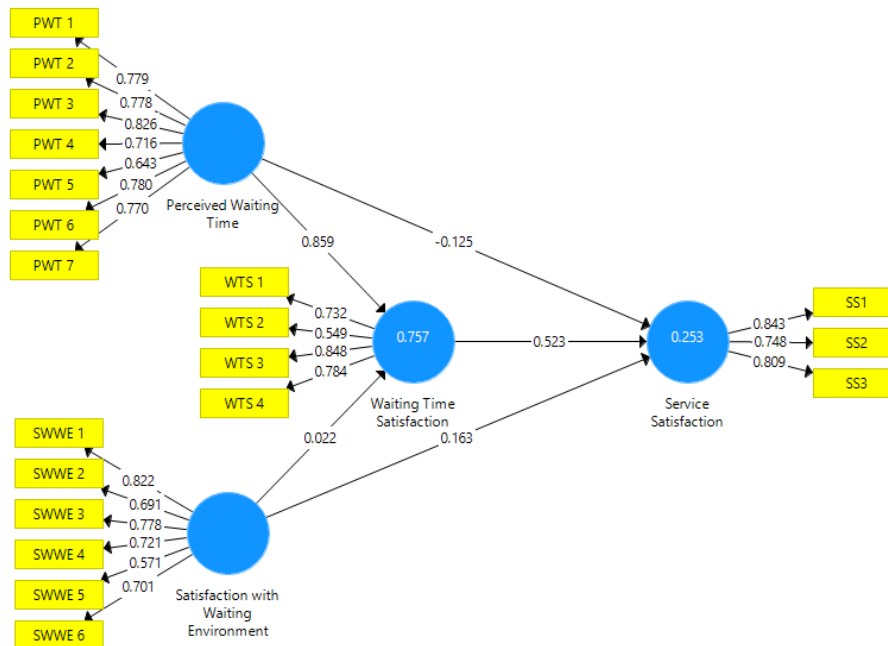 PWT 1
PWT 2
PWT 3
PWT 4
PWT 5
PWT 6
PWT 7
0.779
0.778
0.826
0.716
0.643
0.780
0.770
Perceived Waiting
Time
0.859
-0.125
WTS 1
WTS 2
WTS 3
WTS 4
0.732
0.549
0.848
0.784
0.757
Waiting Time
Satisfaction
0.523
0.253
Service
Satisfaction
0.843
0.748
0.809
SS1
SS2
SS3
0.022
0.163
SWWE 1
SWWE 2
SWWE 3
SWWE 4
SWWE 5
SWWE 6
0.822
0.691
0.778
0.721
0.571
0.701
Satisfaction with
Waiting
Environment